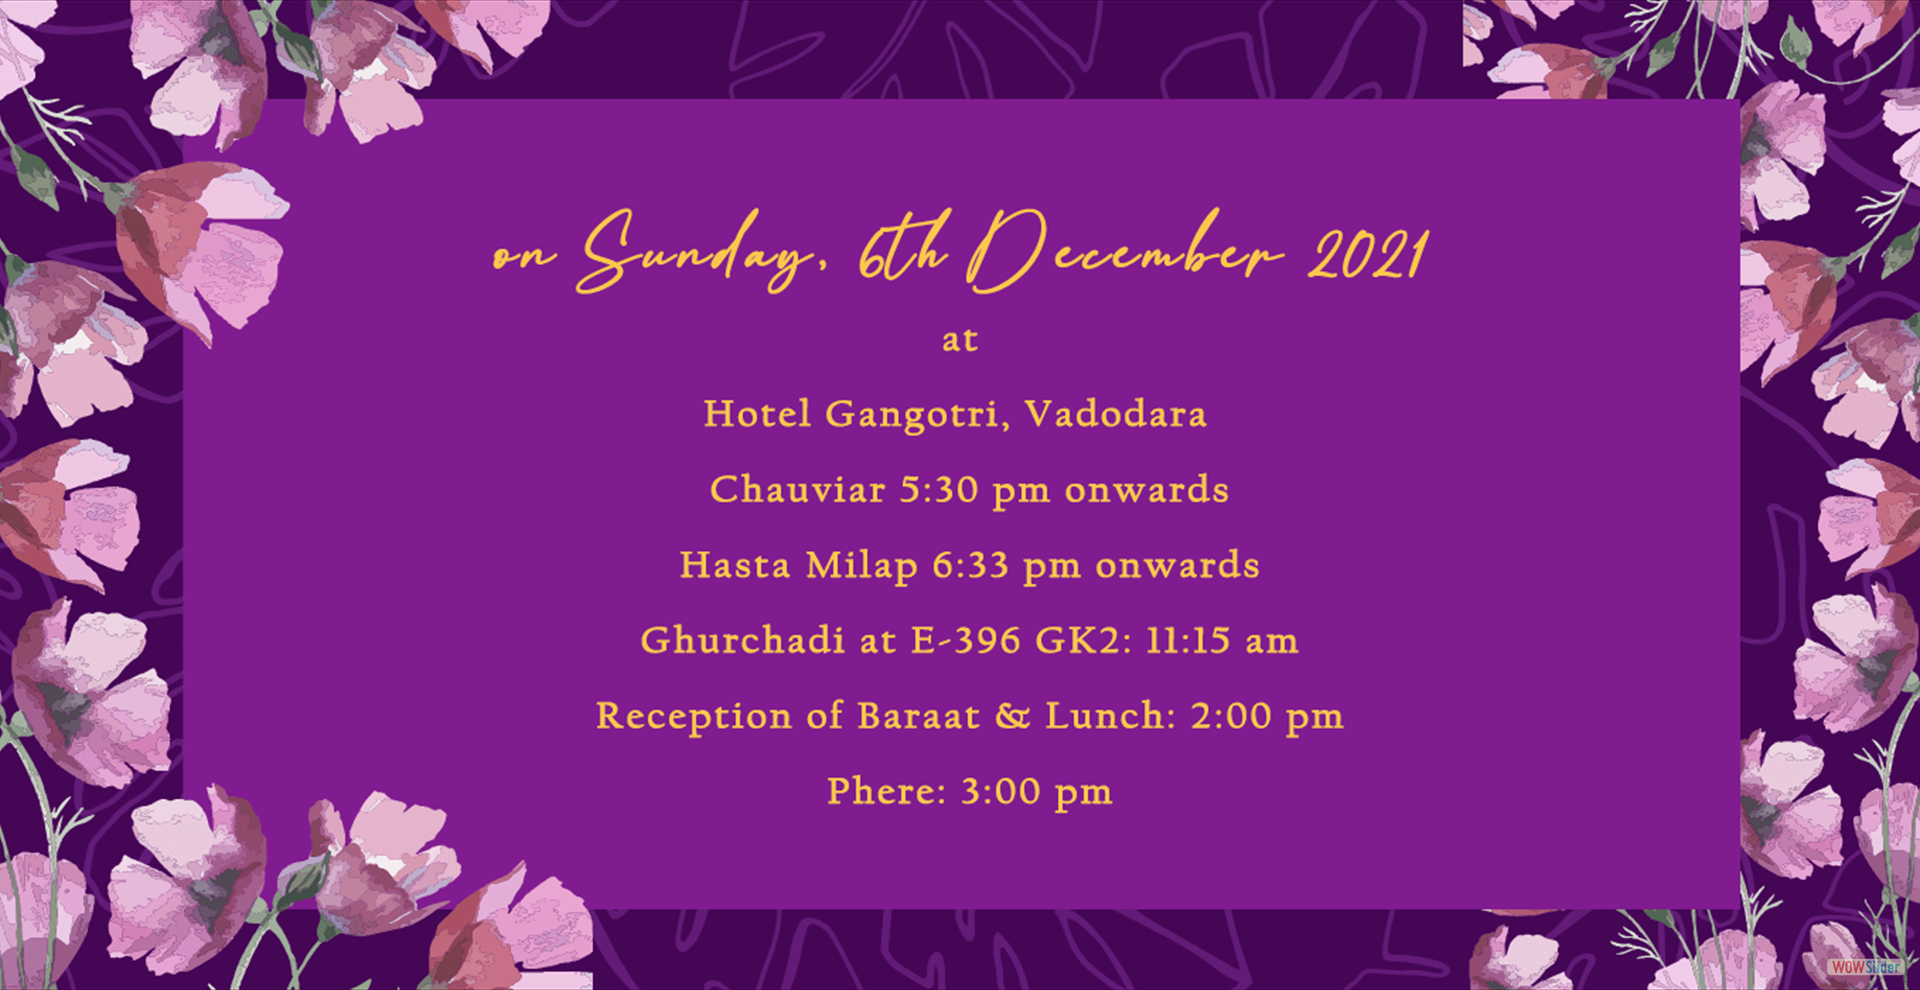 on Sunday, 6th December 2021
at
Hotel Gangotri, Vadodara
Chauviar 5:30 pm onwards
Hasta Milap 6:33 pm onwards
Ghurchadi at E-396 GK2: 11:15 am
Reception of Baraat & Lunch: 2:00 pm
Phere: 3:00 pm
WOWSlider